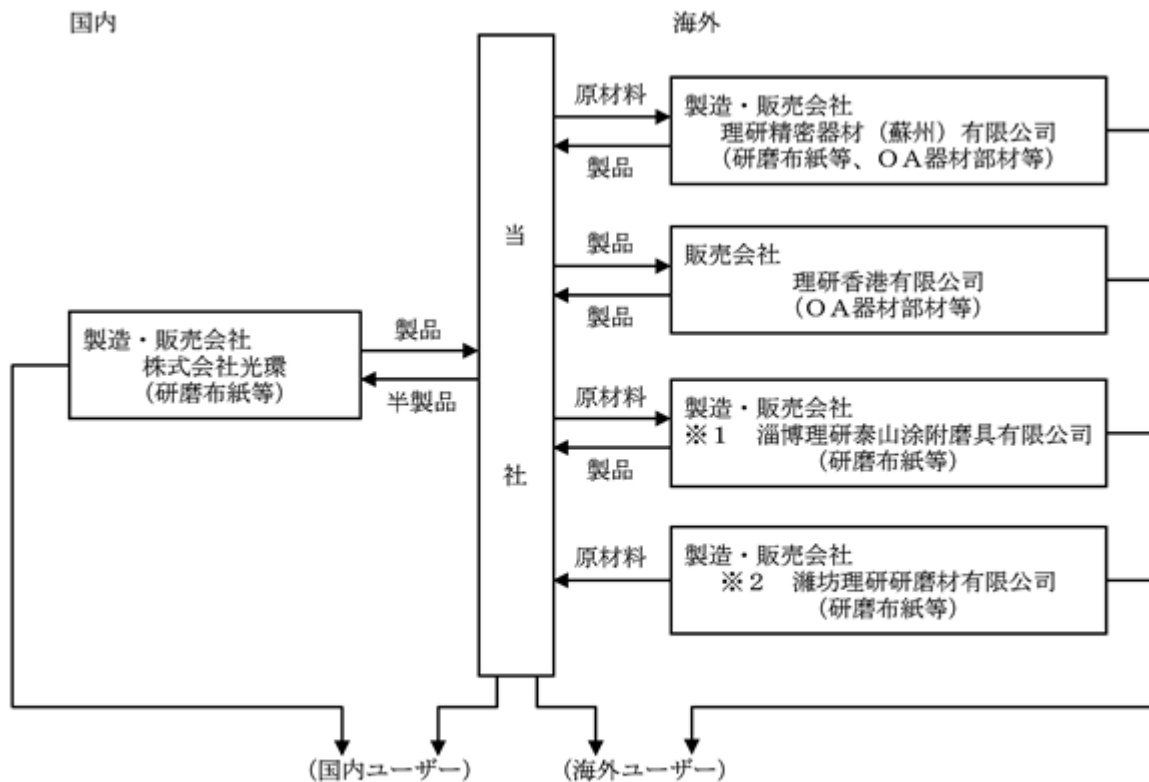 国内
海外
原材料
製造・販売会社
理研精密器材（蘇州）有限公司
（研磨布紙等、ＯＡ器材部材等）
製品
当
社
製品
販売会社
理研香港有限公司
（ＯＡ器材部材等）
製品
製造・販売会社
株式会社光環
（研磨布紙等）
製品
半製品
原材料
製造・販売会社
※１　淄博理研泰山涂附磨具有限公司
（研磨布紙等）
製品
原材料
製造・販売会社
※２　濰坊理研研磨材有限公司
（研磨布紙等）
（国内ユーザー）
（海外ユーザー）